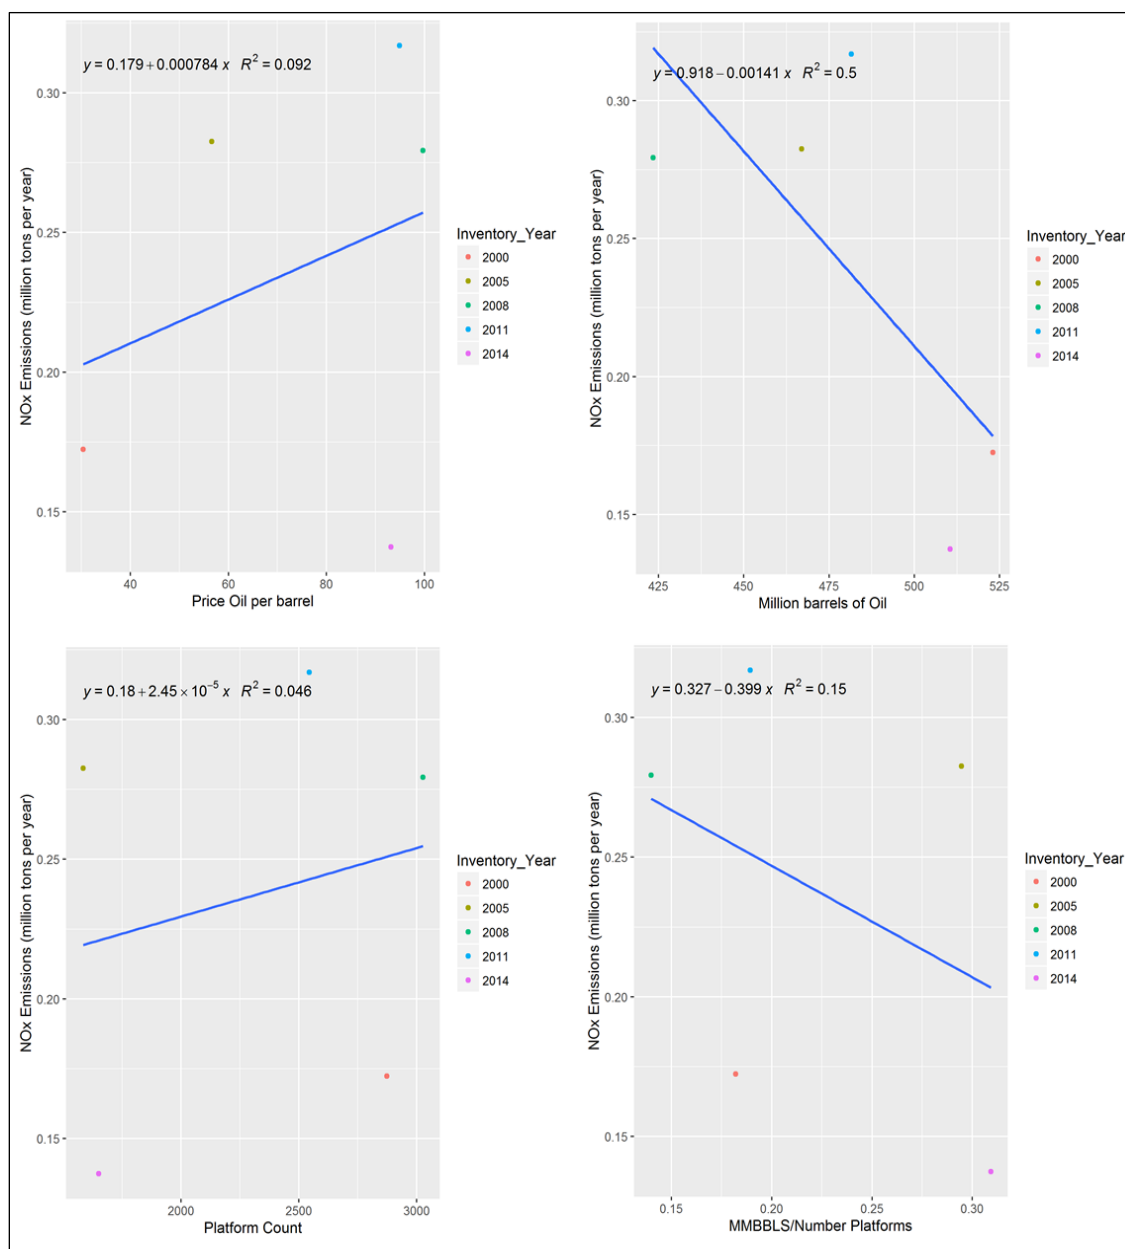 y = 0.179 + 0.000784 x R² = 0.092
0.30
0.25
0.20
0.15
NOx Emissions (million tons per year)
40 60 80 100
Price Oil per barrel
Inventory_Year
2000
2005
2008
2011
2014
y = 0.918 − 0.00141 x R² = 0.5
0.30
0.25
0.20
0.15
NOx Emissions (million tons per year)
425 450 475 500 525
Million barrels of Oil
Inventory_Year
2000
2005
2008
2011
2014
y = 0.18 + 2.45 × 10⁻⁵ x R² = 0.046
0.30
0.25
0.20
0.15
NOx Emissions (million tons per year)
2000 2500 3000
Platform Count
Inventory_Year
2000
2005
2008
2011
2014
y = 0.327 − 0.399 x R² = 0.15
0.30
0.25
0.20
0.15
NOx Emissions (million tons per year)
0.15 0.20 0.25 0.30
MMBBLS/Number Platforms
Inventory_Year
2000
2005
2008
2011
2014